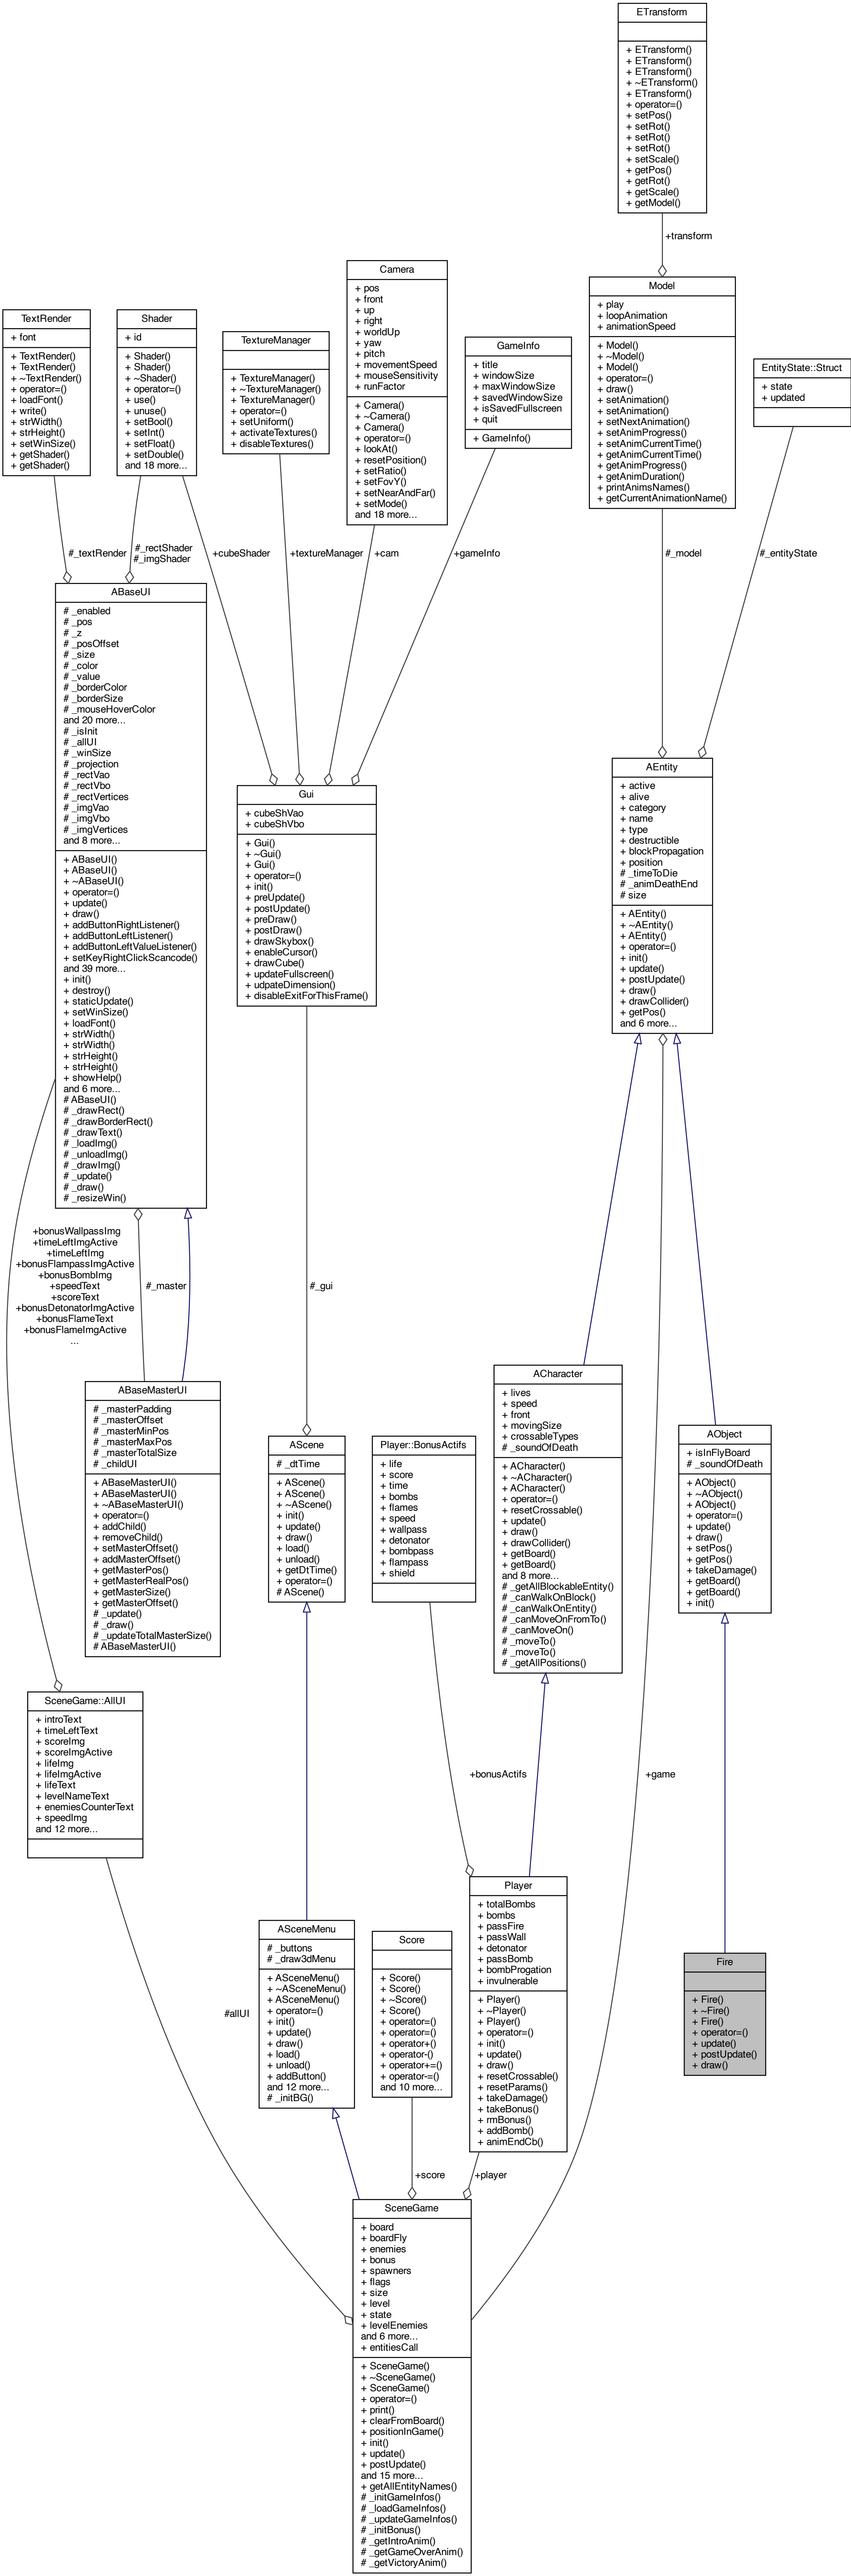 ETransform
+ ETransform()
+ ETransform()
+ ETransform()
+ ~ETransform()
+ ETransform()
+ operator=()
+ setPos()
+ setRot()
+ setRot()
+ setRot()
+ setScale()
+ getPos()
+ getRot()
+ getScale()
+ getModel()
+transform
Camera
+ pos
+ front
+ up
+ right
+ worldUp
+ yaw
+ pitch
+ movementSpeed
+ mouseSensitivity
+ runFactor
+ Camera()
+ ~Camera()
+ Camera()
+ operator=()
+ lookAt()
+ resetPosition()
+ setRatio()
+ setFovY()
+ setNearAndFar()
+ setMode()
and 18 more...
Model
+ play
+ loopAnimation
+ animationSpeed
+ Model()
+ ~Model()
+ Model()
+ operator=()
+ draw()
+ setAnimation()
+ setAnimation()
+ setNextAnimation()
+ setAnimProgress()
+ setAnimCurrentTime()
+ getAnimCurrentTime()
+ getAnimProgress()
+ getAnimDuration()
+ printAnimsNames()
+ getCurrentAnimationName()
TextRender
+ font
+ TextRender()
+ TextRender()
+ ~TextRender()
+ operator=()
+ loadFont()
+ write()
+ strWidth()
+ strHeight()
+ setWinSize()
+ getShader()
+ getShader()
Shader
+ id
+ Shader()
+ Shader()
+ ~Shader()
+ operator=()
+ use()
+ unuse()
+ setBool()
+ setInt()
+ setFloat()
+ setDouble()
and 18 more...
TextureManager
+ TextureManager()
+ ~TextureManager()
+ TextureManager()
+ operator=()
+ setUniform()
+ activateTextures()
+ disableTextures()
GameInfo
+ title
+ windowSize
+ maxWindowSize
+ savedWindowSize
+ isSavedFullscreen
+ quit
+ GameInfo()
EntityState::Struct
+ state
+ updated
#_textRender
#_rectShader
#_imgShader
+cubeShader
+textureManager
+cam
+gameInfo
#_model
#_entityState
ABaseUI
# _enabled
# _pos
# _z
# _posOffset
# _size
# _color
# _value
# _borderColor
# _borderSize
# _mouseHoverColor
and 20 more...
# _isInit
# _allUI
# _winSize
# _projection
# _rectVao
# _rectVbo
# _rectVertices
# _imgVao
# _imgVbo
# _imgVertices
and 8 more...
+ ABaseUI()
+ ABaseUI()
+ ~ABaseUI()
+ operator=()
+ update()
+ draw()
+ addButtonRightListener()
+ addButtonLeftListener()
+ addButtonLeftValueListener()
+ setKeyRightClickScancode()
and 39 more...
+ init()
+ destroy()
+ staticUpdate()
+ setWinSize()
+ loadFont()
+ strWidth()
+ strWidth()
+ strHeight()
+ strHeight()
+ showHelp()
and 6 more...
# ABaseUI()
# _drawRect()
# _drawBorderRect()
# _drawText()
# _loadImg()
# _unloadImg()
# _drawImg()
# _update()
# _draw()
# _resizeWin()
Gui
+ cubeShVao
+ cubeShVbo
+ Gui()
+ ~Gui()
+ Gui()
+ operator=()
+ init()
+ preUpdate()
+ postUpdate()
+ preDraw()
+ postDraw()
+ drawSkybox()
+ enableCursor()
+ drawCube()
+ updateFullscreen()
+ udpateDimension()
+ disableExitForThisFrame()
AEntity
+ active
+ alive
+ category
+ name
+ type
+ destructible
+ blockPropagation
+ position
# _timeToDie
# _animDeathEnd
# size
+ AEntity()
+ ~AEntity()
+ AEntity()
+ operator=()
+ init()
+ update()
+ postUpdate()
+ draw()
+ drawCollider()
+ getPos()
and 6 more...
+bonusWallpassImg
+timeLeftImgActive
+timeLeftImg
+bonusFlampassImgActive
+bonusBombImg
+speedText
+scoreText
+bonusDetonatorImgActive
+bonusFlameText
+bonusFlameImgActive
...
#_master
#_gui
ABaseMasterUI
# _masterPadding
# _masterOffset
# _masterMinPos
# _masterMaxPos
# _masterTotalSize
# _childUI
+ ABaseMasterUI()
+ ABaseMasterUI()
+ ~ABaseMasterUI()
+ operator=()
+ addChild()
+ removeChild()
+ setMasterOffset()
+ addMasterOffset()
+ getMasterPos()
+ getMasterRealPos()
+ getMasterSize()
+ getMasterOffset()
# _update()
# _draw()
# _updateTotalMasterSize()
# ABaseMasterUI()
AScene
# _dtTime
+ AScene()
+ AScene()
+ ~AScene()
+ init()
+ update()
+ draw()
+ load()
+ unload()
+ getDtTime()
+ operator=()
# AScene()
Player::BonusActifs
+ life
+ score
+ time
+ bombs
+ flames
+ speed
+ wallpass
+ detonator
+ bombpass
+ flampass
+ shield
ACharacter
+ lives
+ speed
+ front
+ movingSize
+ crossableTypes
# _soundOfDeath
+ ACharacter()
+ ~ACharacter()
+ ACharacter()
+ operator=()
+ resetCrossable()
+ update()
+ draw()
+ drawCollider()
+ getBoard()
+ getBoard()
and 8 more...
# _getAllBlockableEntity()
# _canWalkOnBlock()
# _canWalkOnEntity()
# _canMoveOnFromTo()
# _canMoveOn()
# _moveTo()
# _moveTo()
# _getAllPositions()
AObject
+ isInFlyBoard
# _soundOfDeath
+ AObject()
+ ~AObject()
+ AObject()
+ operator=()
+ update()
+ draw()
+ setPos()
+ getPos()
+ takeDamage()
+ getBoard()
+ getBoard()
+ init()
SceneGame::AllUI
+ introText
+ timeLeftText
+ scoreImg
+ scoreImgActive
+ lifeImg
+ lifeImgActive
+ lifeText
+ levelNameText
+ enemiesCounterText
+ speedImg
and 12 more...
+bonusActifs
+game
#allUI
ASceneMenu
# _buttons
# _draw3dMenu
+ ASceneMenu()
+ ~ASceneMenu()
+ ASceneMenu()
+ operator=()
+ init()
+ update()
+ draw()
+ load()
+ unload()
+ addButton()
and 12 more...
# _initBG()
Score
+ Score()
+ Score()
+ ~Score()
+ Score()
+ operator=()
+ operator=()
+ operator+()
+ operator-()
+ operator+=()
+ operator-=()
and 10 more...
Player
+ totalBombs
+ bombs
+ passFire
+ passWall
+ detonator
+ passBomb
+ bombProgation
+ invulnerable
+ Player()
+ ~Player()
+ Player()
+ operator=()
+ init()
+ update()
+ draw()
+ resetCrossable()
+ resetParams()
+ takeDamage()
+ takeBonus()
+ rmBonus()
+ addBomb()
+ animEndCb()
Fire
+ Fire()
+ ~Fire()
+ Fire()
+ operator=()
+ update()
+ postUpdate()
+ draw()
+score
+player
SceneGame
+ board
+ boardFly
+ enemies
+ bonus
+ spawners
+ flags
+ size
+ level
+ state
+ levelEnemies
and 6 more...
+ entitiesCall
+ SceneGame()
+ ~SceneGame()
+ SceneGame()
+ operator=()
+ print()
+ clearFromBoard()
+ positionInGame()
+ init()
+ update()
+ postUpdate()
and 15 more...
+ getAllEntityNames()
# _initGameInfos()
# _loadGameInfos()
# _updateGameInfos()
# _initBonus()
# _getIntroAnim()
# _getGameOverAnim()
# _getVictoryAnim()